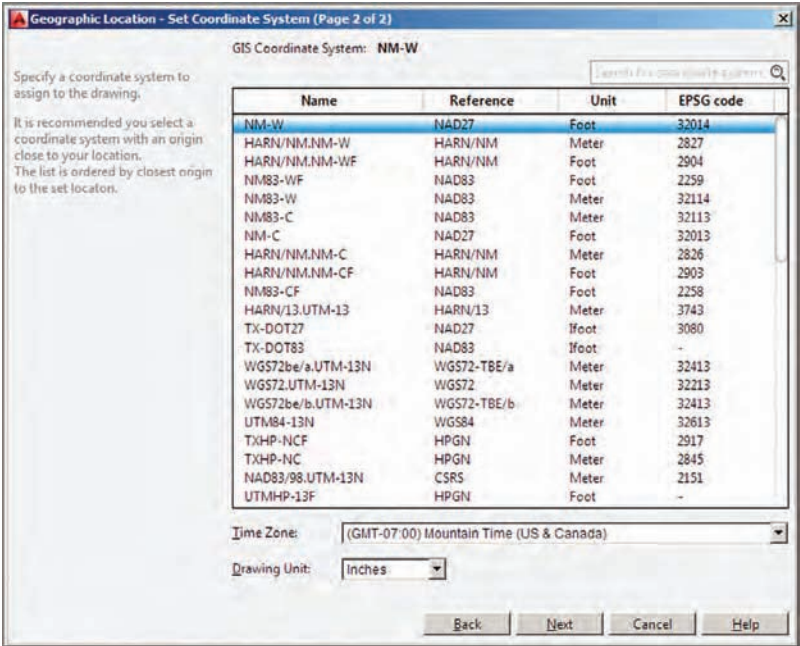 Geographic Location - Set Coordinate System (Page 2 of 2)
GIS Coordinate System: NM-W
Specify a coordinate system to
assign to the drawing.
It is recommended you select a
coordinate system with an origin
close to your location.
The list is ordered by closest origin
to the set locaton.
Name Reference Unit EPSG code
NM-W NAD27 Foot 32014
HARN/NM.NM-W HARN/NM Meter 2827
HARN/NM.NM-WF HARN/NM Foot 2904
NM83-WF NAD83 Foot 2259
NM83-W NAD83 Meter 32114
NM83-C NAD83 Meter 32113
NM-C NAD27 Foot 32013
HARN/NM.NM-C HARN/NM Meter 2826
HARN/NM.NM-CF HARN/NM Foot 2903
NM83-CF NAD83 Foot 2258
HARN/13.UTM-13 HARN/13 Meter 3743
TX-DOT27 NAD27 Ifoot 3080
TX-DOT83 NAD83 Ifoot -
WGS72be/a.UTM-13N WGS72-TBE/a Meter 32413
WGS72.UTM-13N WGS72 Meter 32213
WGS72be/b.UTM-13N WGS72-TBE/b Meter 32413
UTM84-13N WGS84 Meter 32613
TXHP-NCF HPGN Foot 2917
TXHP-NC HPGN Meter 2845
NAD83/98.UTM-13N CSRS Meter 2151
UTMHP-13F HPGN Foot -
Time Zone: (GMT-07:00) Mountain Time (US & Canada)
Drawing Unit: Inches
Back Next Cancel Help